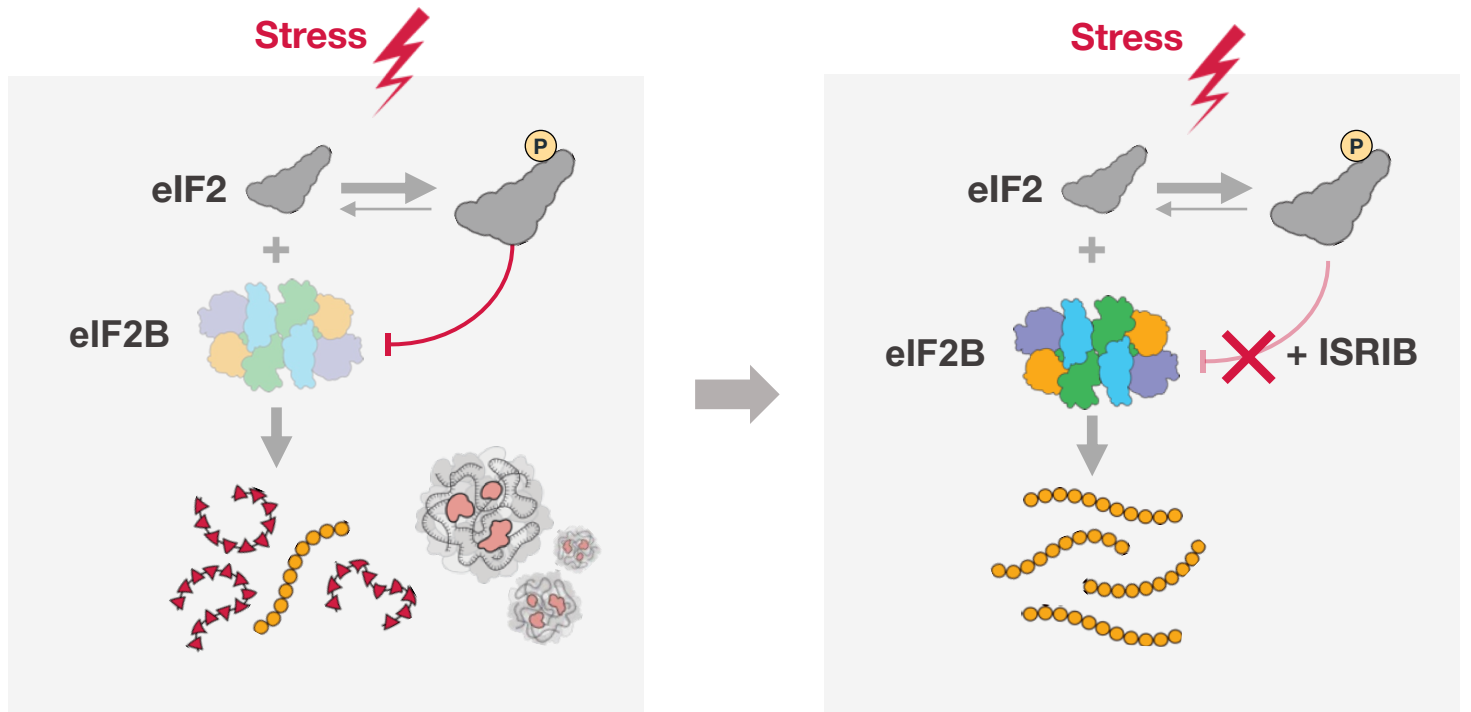 Stress
P
eIF2
+
eIF2B
Stress
P
eIF2
+
eIF2B
+ ISRIB